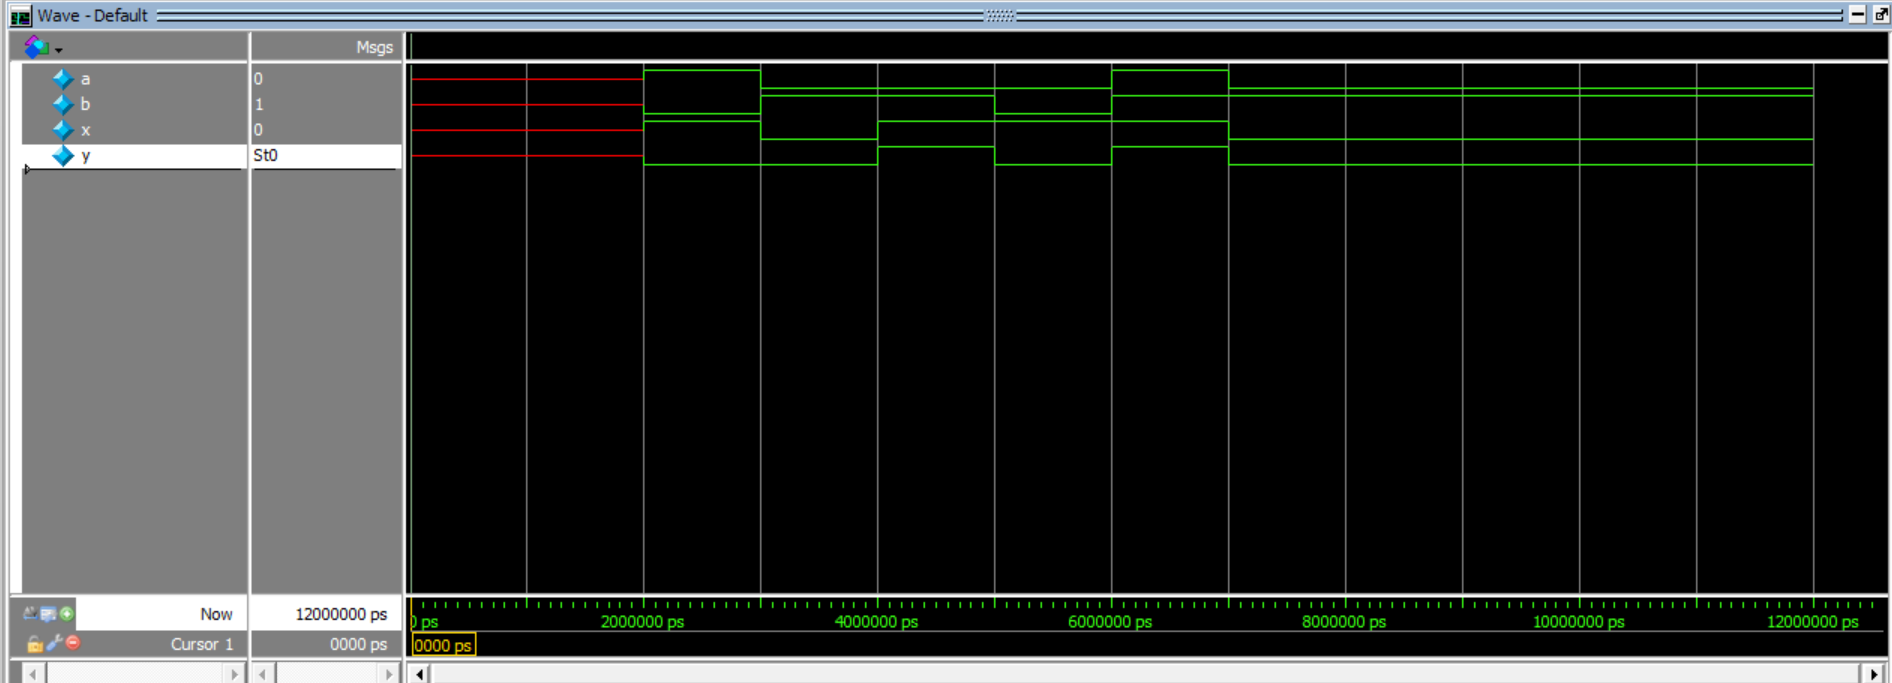 Wave - Default
Msgs
a 0
b 1
x 0
y St0
Now 12000000 ps
0 ps 2000000 ps 4000000 ps 6000000 ps 8000000 ps 10000000 ps 12000000 ps
Cursor 1 0000 ps
0000 ps